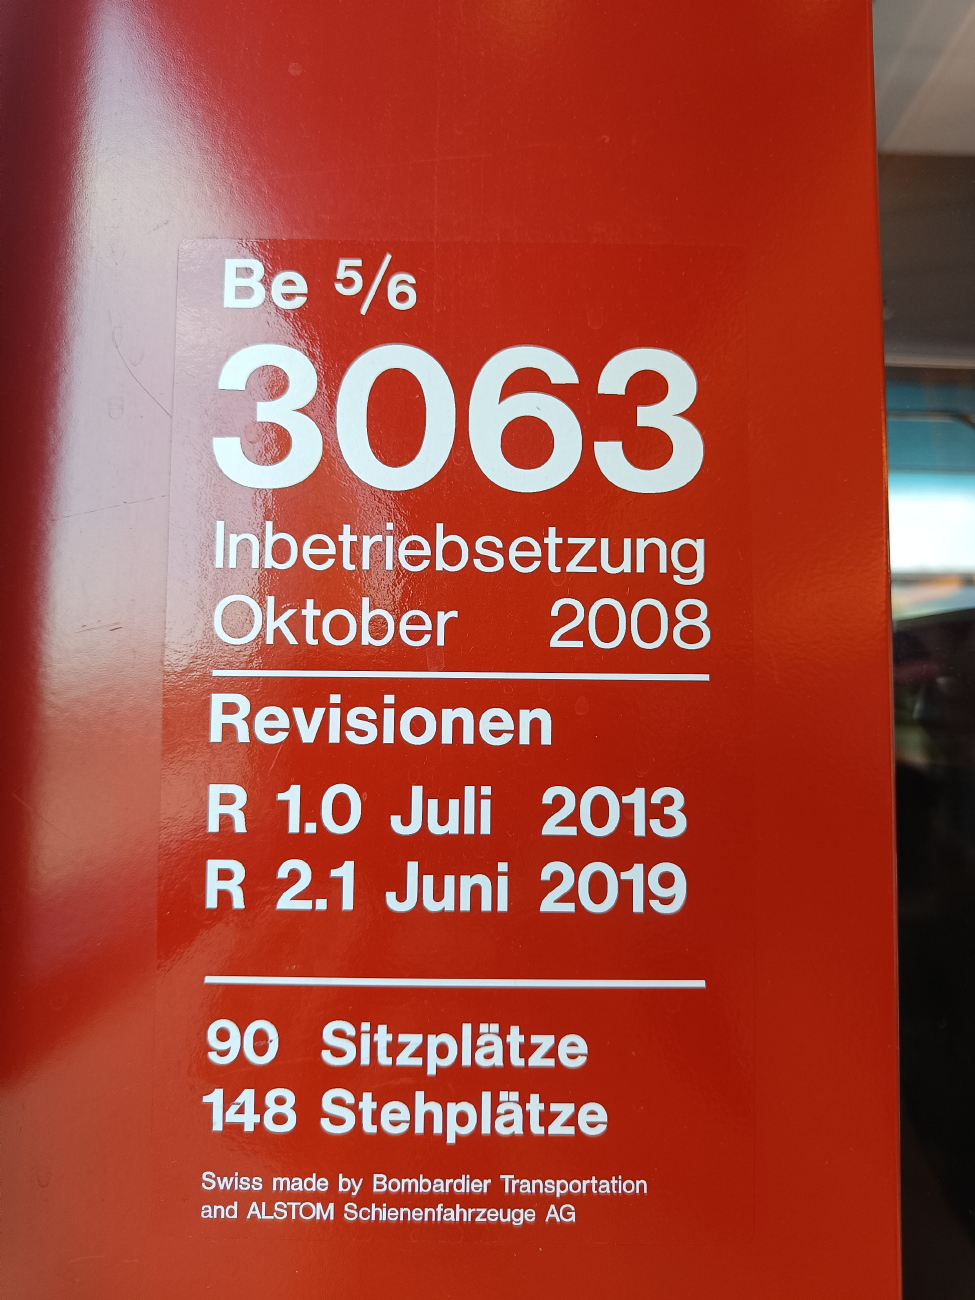 Be 5/6
3063
Inbetriebsetzung
Oktober 2008
Revisionen
R 1.0 Juli 2013
R 2.1 Juni 2019
90 Sitzplätze
148 Stehplätze
Swiss made by Bombardier Transportation
and ALSTOM Schienenfahrzeuge AG